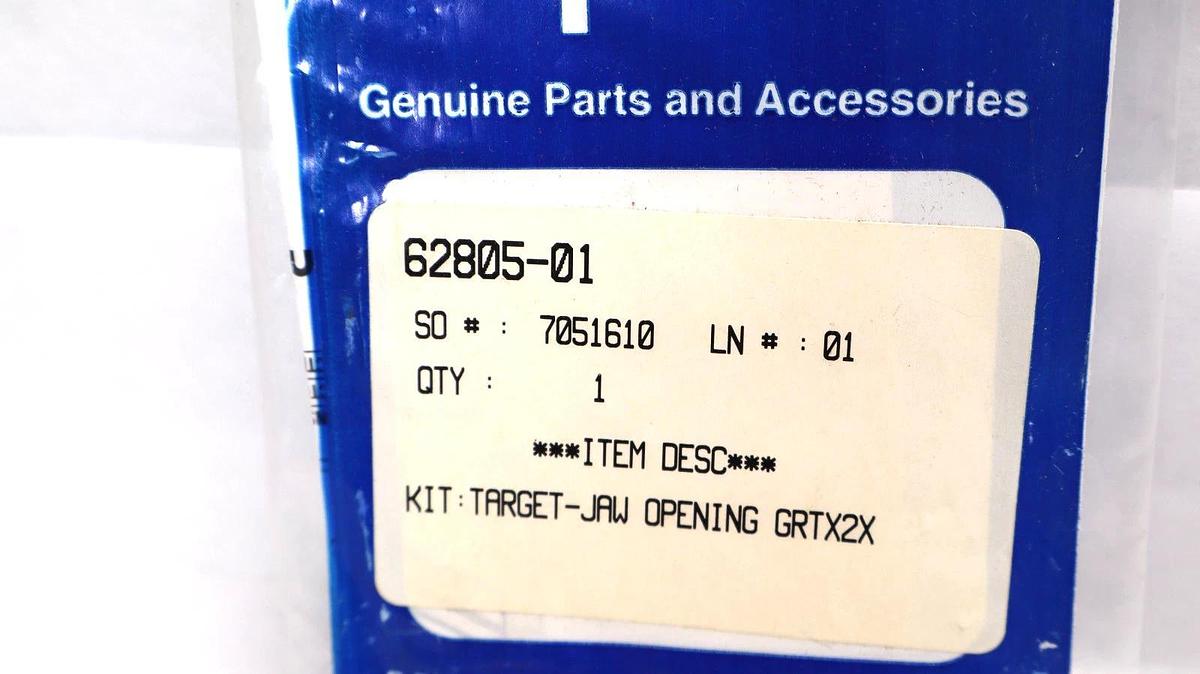 Genuine Parts and Accessories
62805-01
SO # : 7051610 LN # : 01
QTY : 1
***ITEM DESC***
KIT:TARGET-JAW OPENING GRTX2X